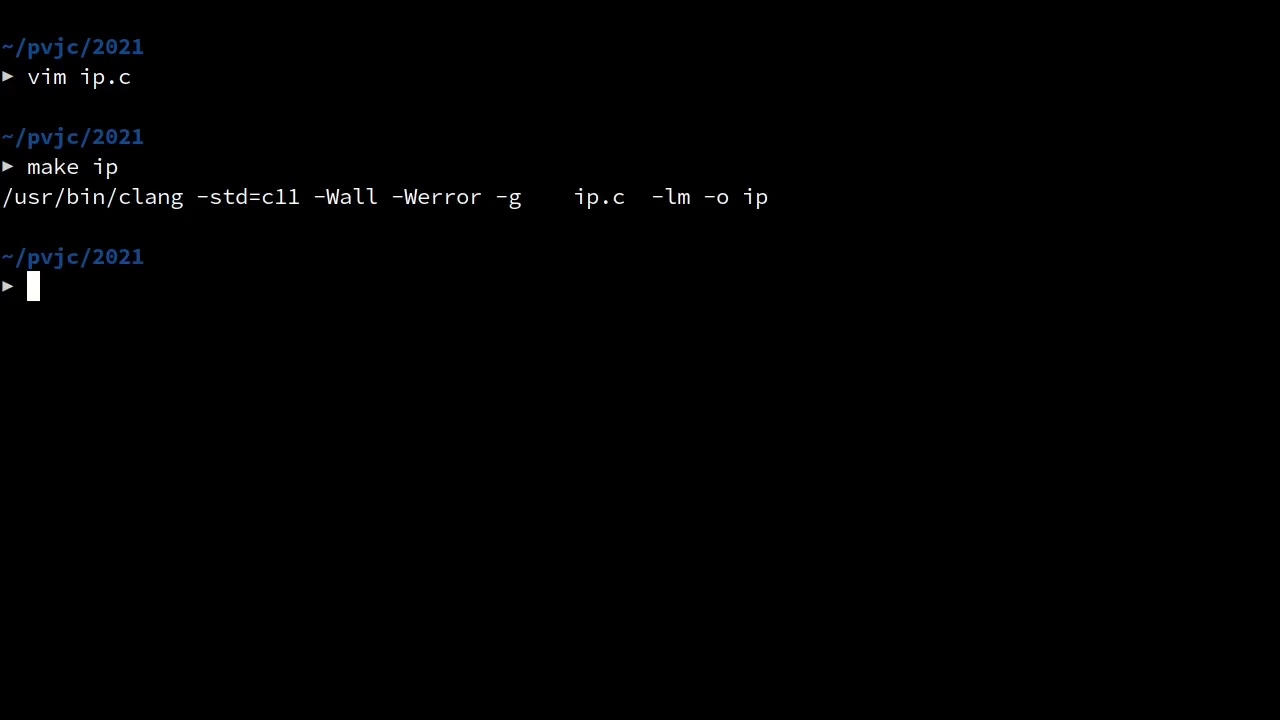 ~/pvjc/2021
▶ vim ip.c
~/pvjc/2021
▶ make ip
/usr/bin/clang -std=c11 -Wall -Werror -g    ip.c  -lm -o ip
~/pvjc/2021
▶